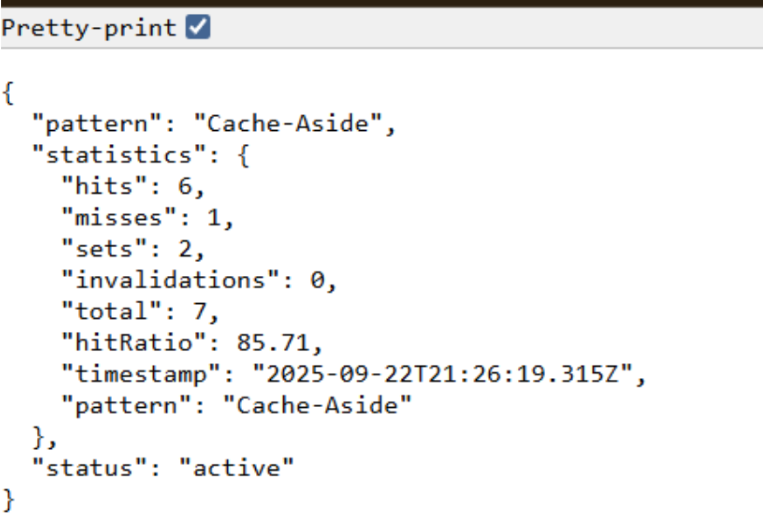 Pretty-print
{
  "pattern": "Cache-Aside",
  "statistics": {
    "hits": 6,
    "misses": 1,
    "sets": 2,
    "invalidations": 0,
    "total": 7,
    "hitRatio": 85.71,
    "timestamp": "2025-09-22T21:26:19.315Z",
    "pattern": "Cache-Aside"
  },
  "status": "active"
}